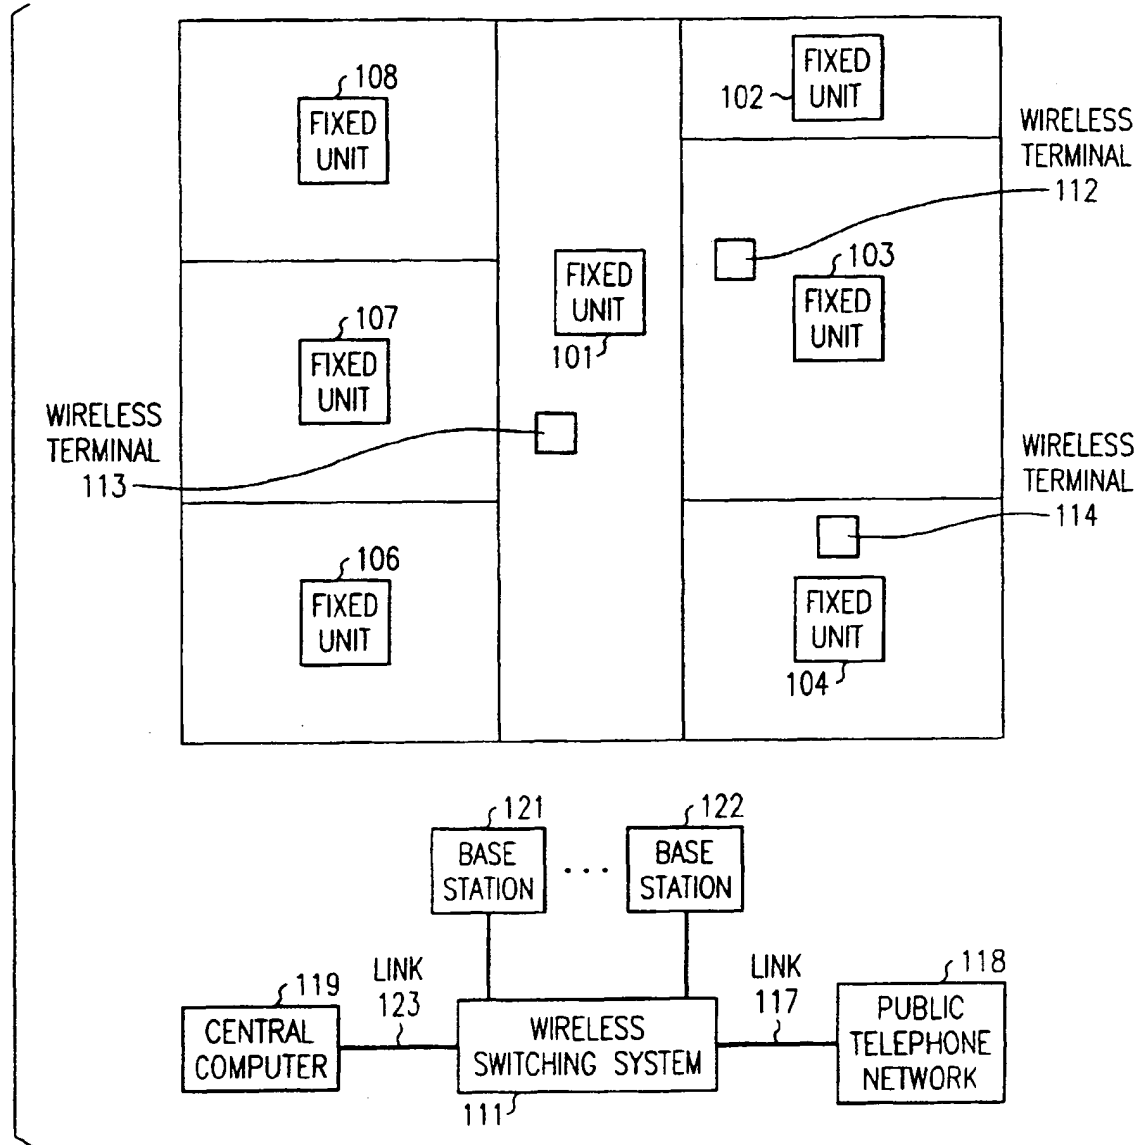 108
FIXED
UNIT
102
FIXED
UNIT
WIRELESS
TERMINAL
112
FIXED
UNIT
101
103
FIXED
UNIT
107
FIXED
UNIT
WIRELESS
TERMINAL
113
WIRELESS
TERMINAL
114
106
FIXED
UNIT
FIXED
UNIT
104
121
BASE
STATION
...
122
BASE
STATION
119
CENTRAL
COMPUTER
LINK
123
WIRELESS
SWITCHING SYSTEM
111
LINK
117
118
PUBLIC
TELEPHONE
NETWORK